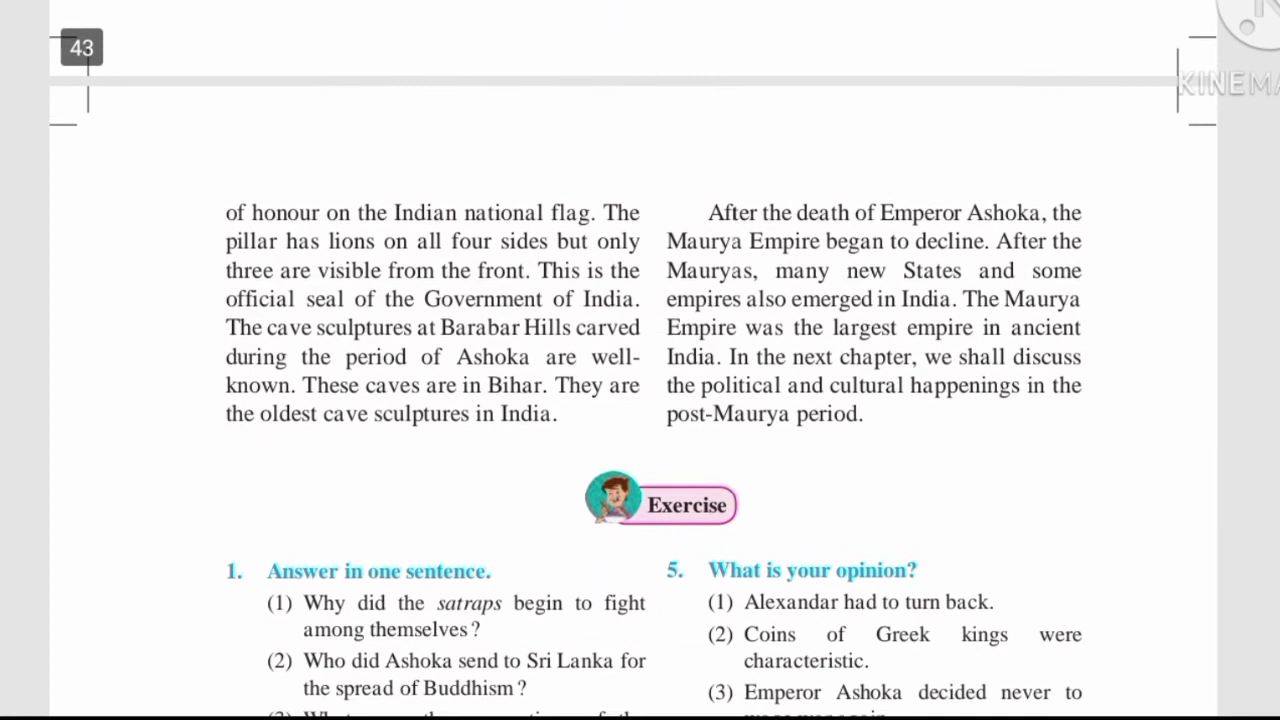 43
KINEMA
of honour on the Indian national flag. The
pillar has lions on all four sides but only
three are visible from the front. This is the
official seal of the Government of India.
The cave sculptures at Barabar Hills carved
during the period of Ashoka are well-
known. These caves are in Bihar. They are
the oldest cave sculptures in India.
After the death of Emperor Ashoka, the
Maurya Empire began to decline. After the
Mauryas, many new States and some
empires also emerged in India. The Maurya
Empire was the largest empire in ancient
India. In the next chapter, we shall discuss
the political and cultural happenings in the
post-Maurya period.
Exercise
1. Answer in one sentence.
(1) Why did the satraps begin to fight
among themselves?
(2) Who did Ashoka send to Sri Lanka for
the spread of Buddhism?
5. What is your opinion?
(1) Alexandar had to turn back.
(2) Coins of Greek kings were
characteristic.
(3) Emperor Ashoka decided never to